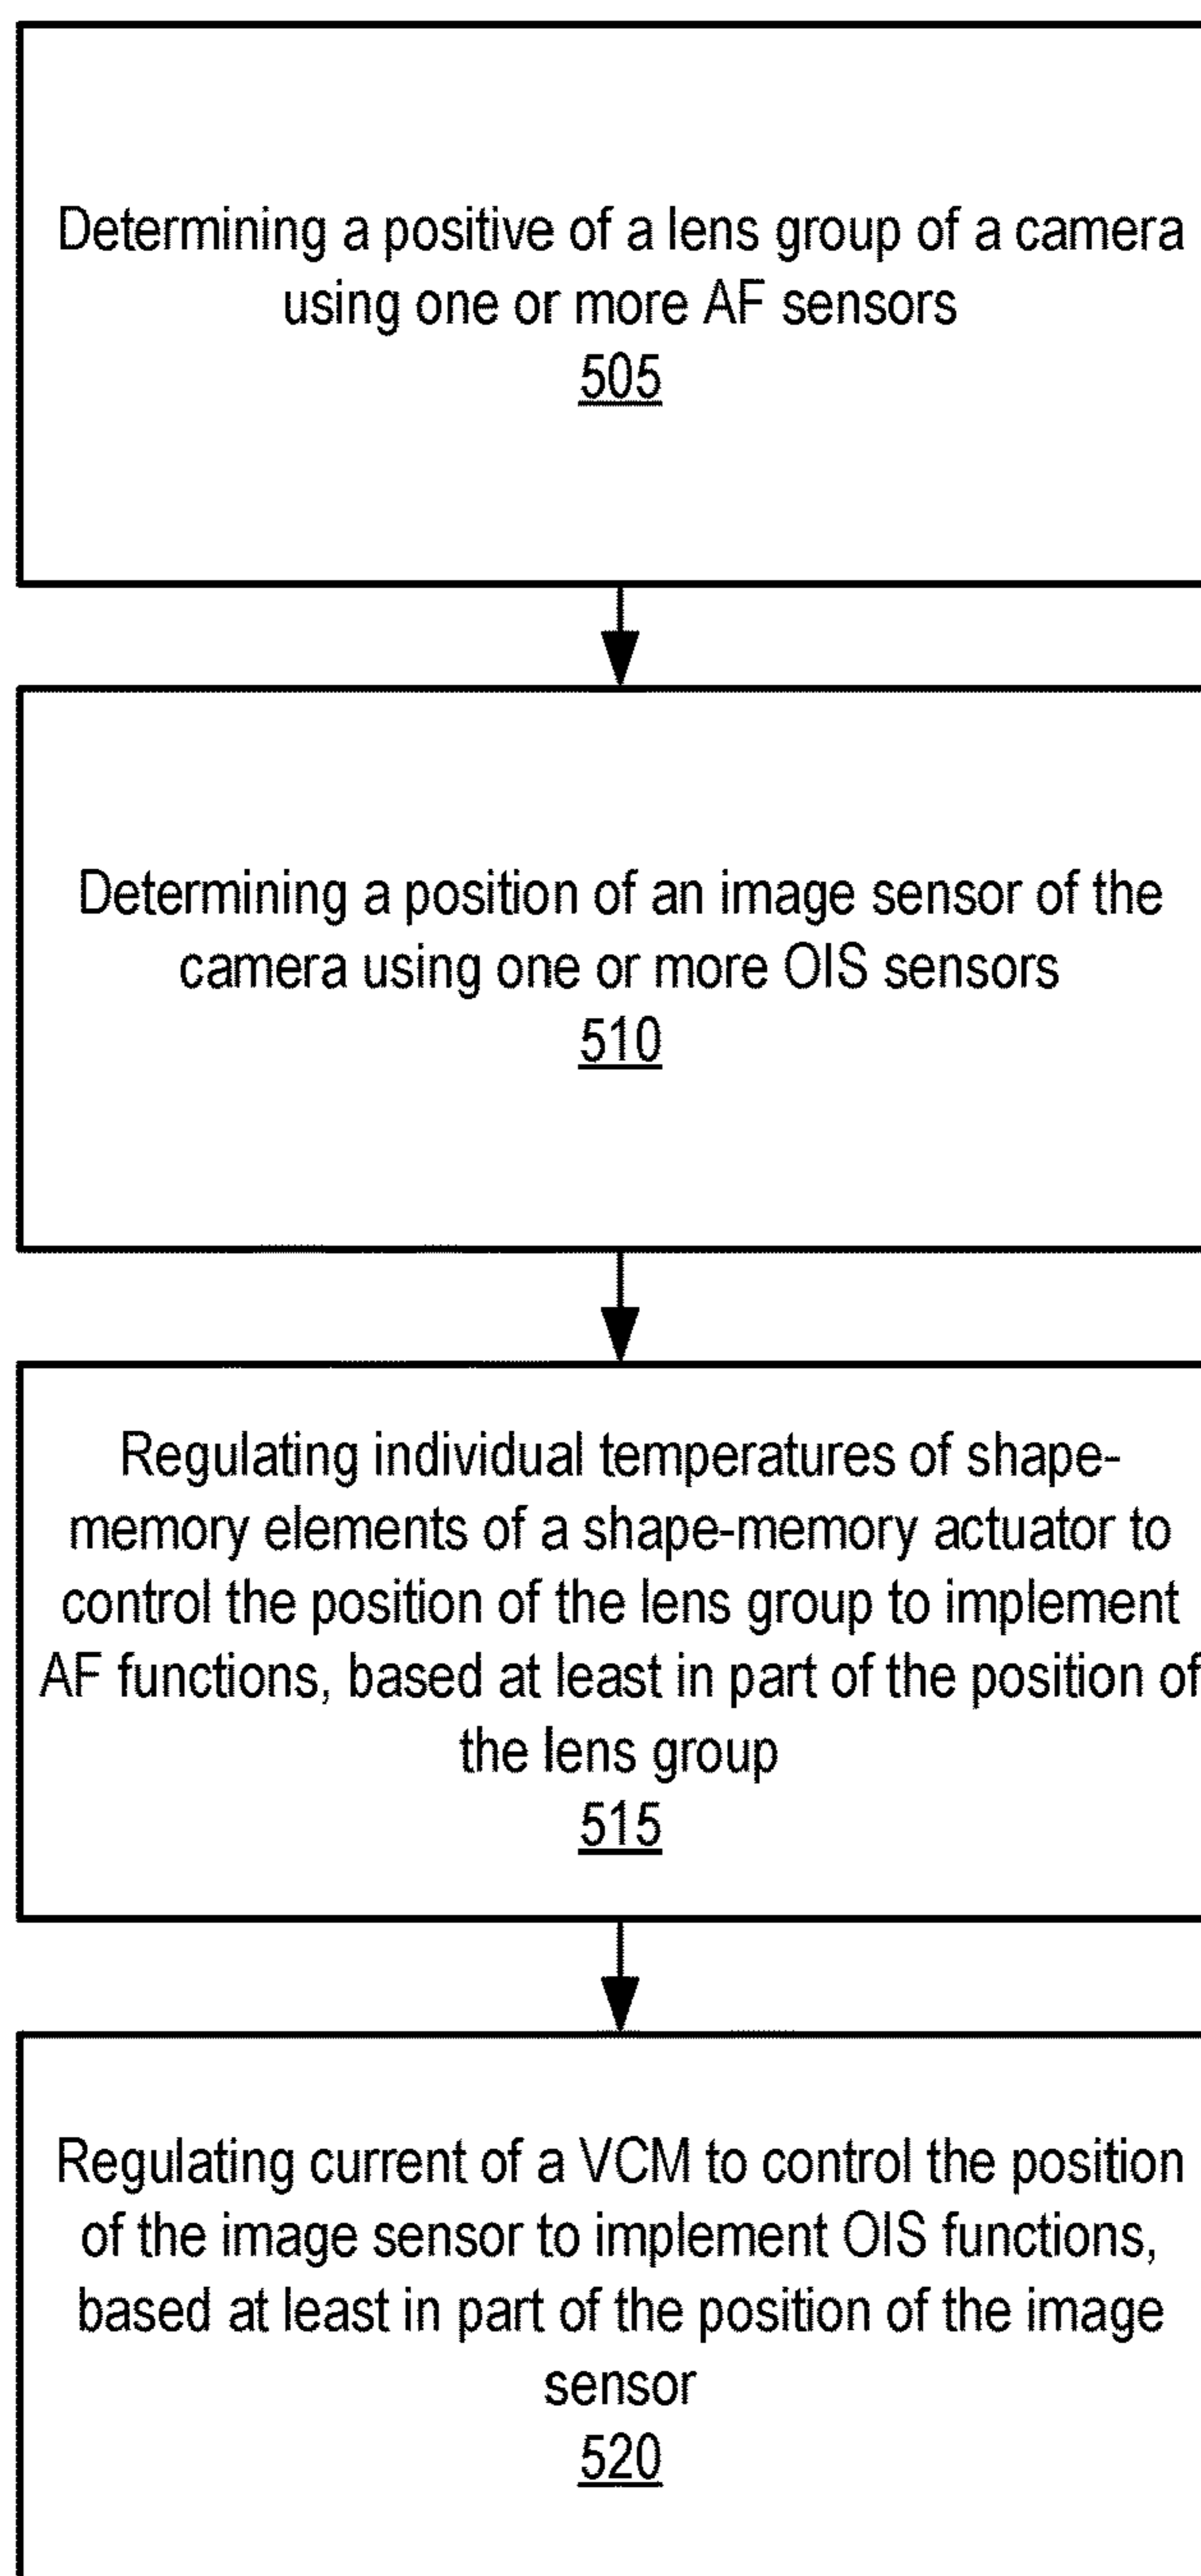 Determining a positive of a lens group of a camera
using one or more AF sensors
505
Determining a position of an image sensor of the
camera using one or more OIS sensors
510
Regulating individual temperatures of shape-
memory elements of a shape-memory actuator to
control the position of the lens group to implement
AF functions, based at least in part of the position of
the lens group
515
Regulating current of a VCM to control the position
of the image sensor to implement OIS functions,
based at least in part of the position of the image
sensor
520